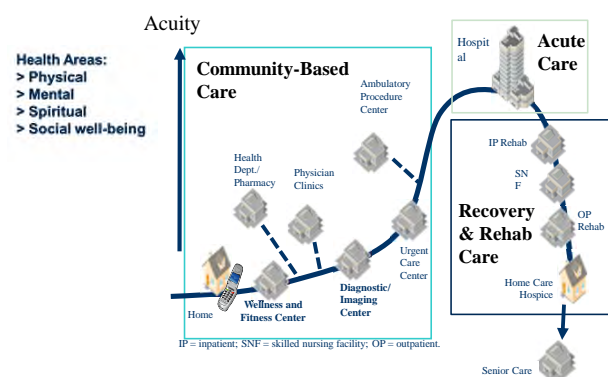 Acuity
Health Areas:
> Physical
> Mental
> Spiritual
> Social well-being
Community-Based
Care
Ambulatory
Procedure
Center
Health
Dept./
Pharmacy
Physician
Clinics
Urgent
Care
Center
Diagnostic/
Imaging
Center
Wellness and
Fitness Center
Home
Hospit
al
Acute
Care
IP Rehab
SN
F
OP
Rehab
Recovery
& Rehab
Care
Home Care
Hospice
Senior Care
IP = inpatient; SNF = skilled nursing facility; OP = outpatient.